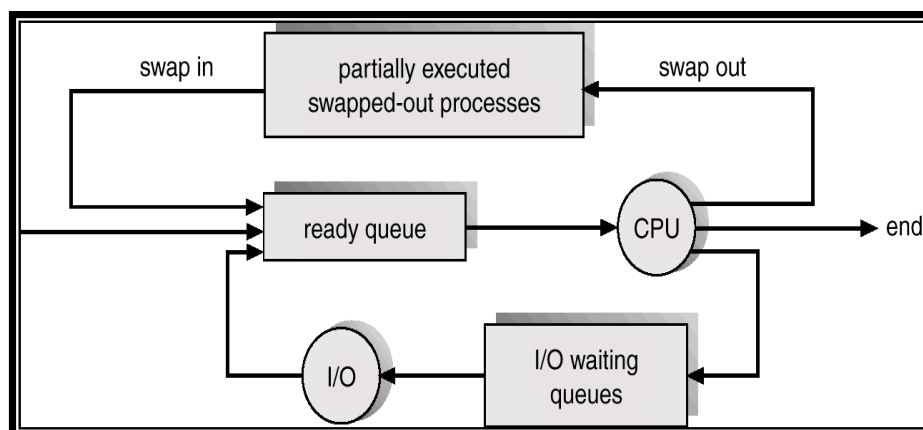 swap in
partially executed
swapped-out processes
swap out
ready queue
CPU
end
I/O
I/O waiting
queues